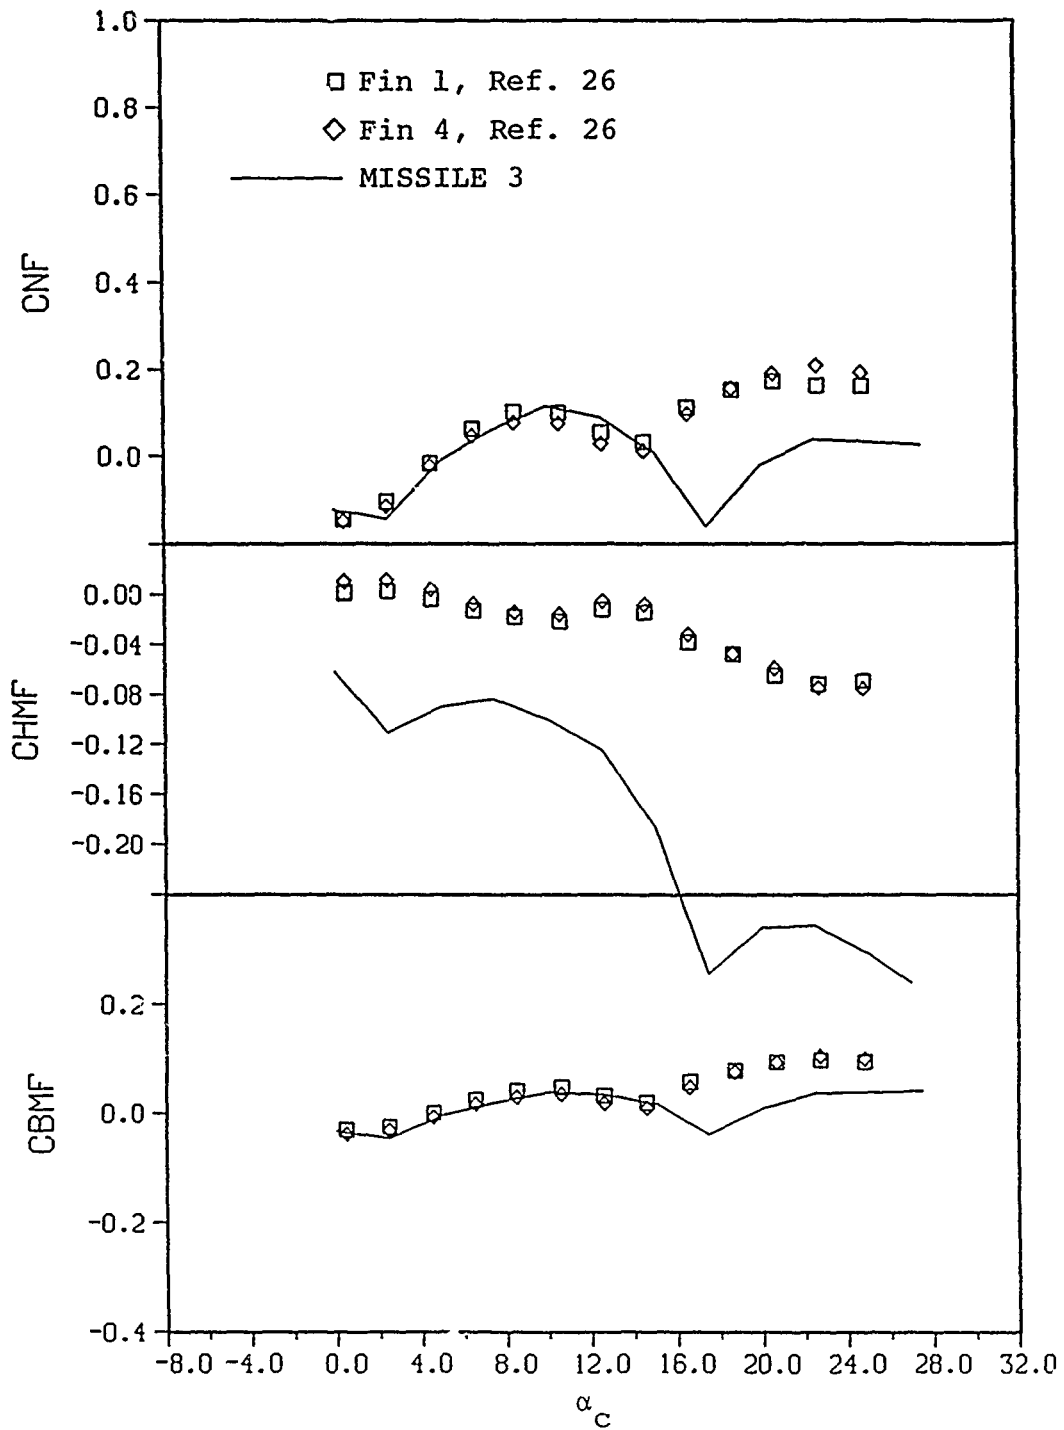 1.0
Fin 1, Ref. 26
0.8
Fin 4, Ref. 26
MISSILE 3
0.6
CNF
0.4
0.2
0.0
0.00
-0.04
-0.08
CHMF
-0.12
-0.16
-0.20
0.2
CBMF
0.0
-0.2
-0.4
-8.0 -4.0 0.0 4.0 8.0 12.0 16.0 20.0 24.0 28.0 32.0
αC